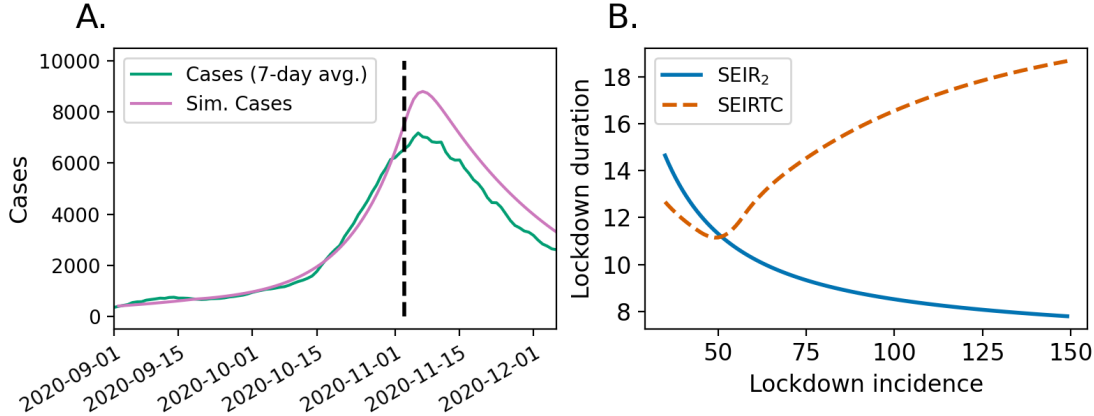 A.
Cases
10000
8000
6000
4000
2000
0
Cases (7-day avg.)
Sim. Cases
2020-09-01
2020-09-15
2020-10-01
2020-10-15
2020-11-01
2020-11-15
2020-12-01
B.
Lockdown duration
18
16
14
12
10
8
SEIR₂
SEIRTC
50
75
100
125
150
Lockdown incidence